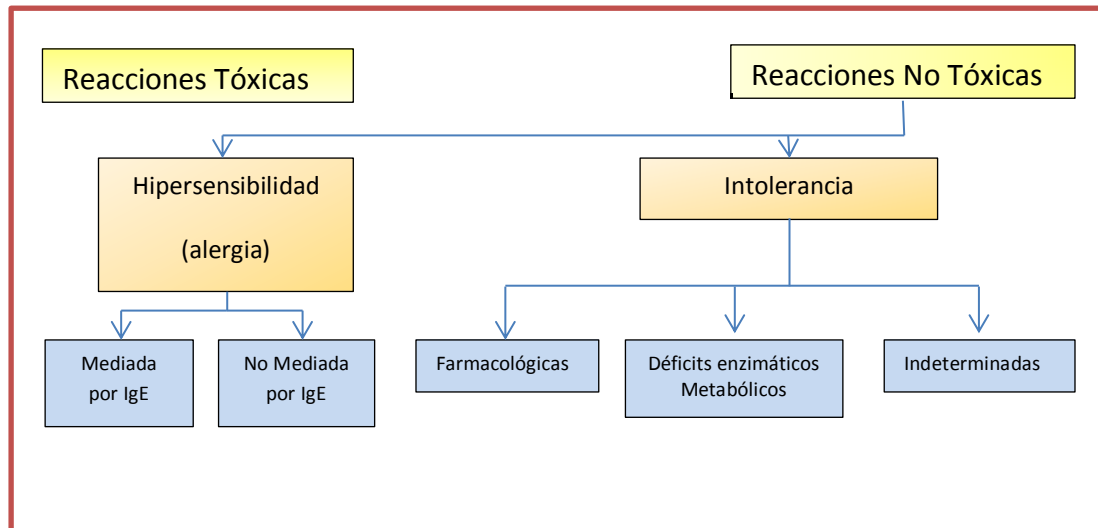 Reacciones Tóxicas
Reacciones No Tóxicas
Hipersensibilidad
(alergia)
Intolerancia
Mediada
por IgE
No Mediada
por IgE
Farmacológicas
Déficits enzimáticos
Metabólicos
Indeterminadas